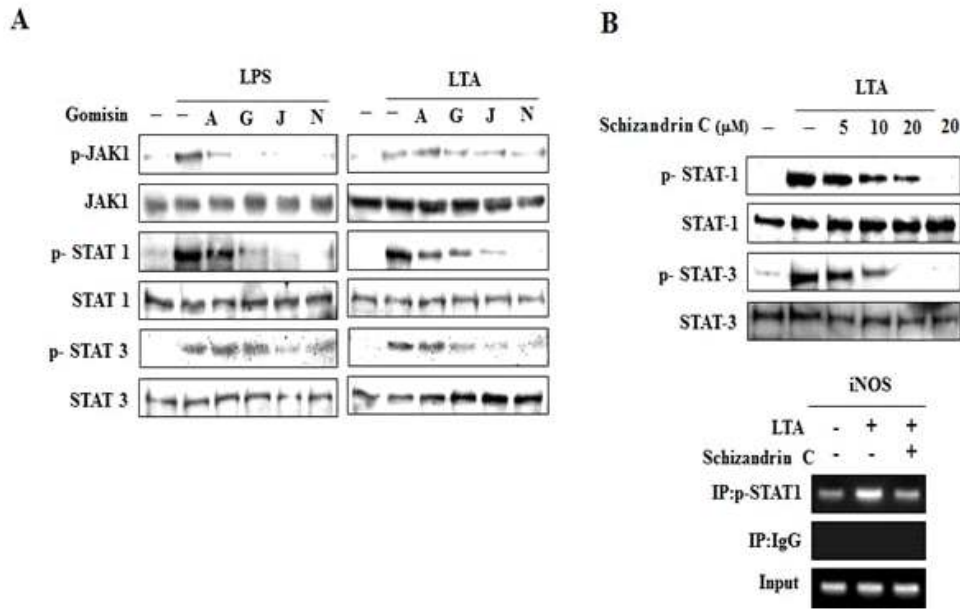 A
LPS LTA
Gomisin – – A G J N – – A G J N
p-JAK1
JAK1
p- STAT 1
STAT 1
p- STAT 3
STAT 3
B
LTA
Schizandrin C (μM) – – 5 10 20 20
p- STAT-1
STAT-1
p- STAT-3
STAT-3
iNOS
LTA - + +
Schizandrin C - - +
IP:p-STAT1
IP:IgG
Input